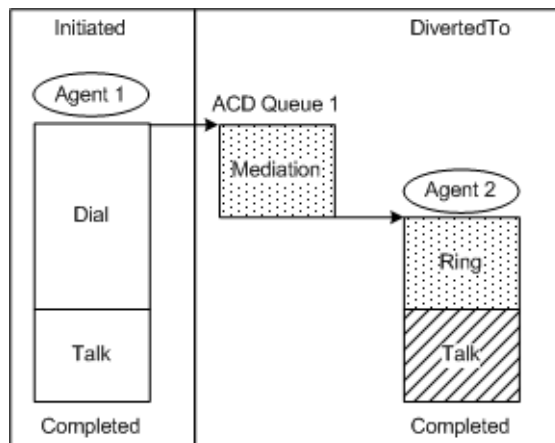 Initiated
DivertedTo
Agent 1
ACD Queue 1
Mediation
Agent 2
Dial
Ring
Talk
Talk
Completed
Completed